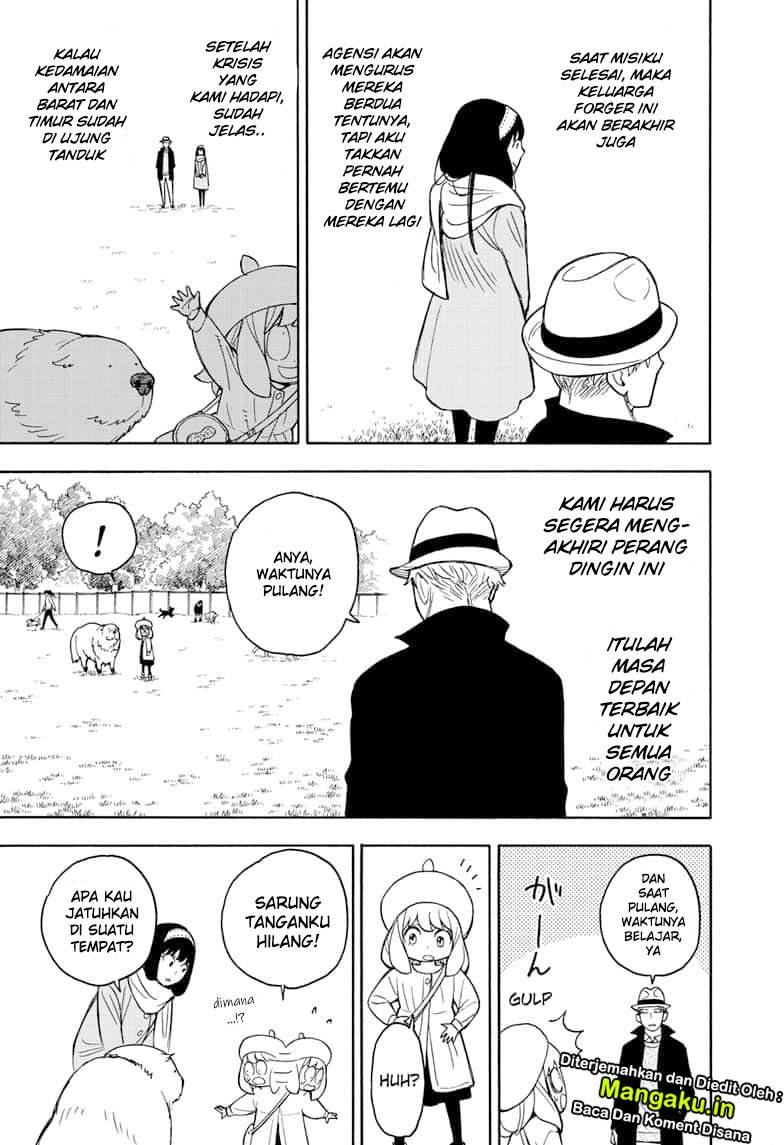 SAAT MISIKU
SELESAI, MAKA
KELUARGA
FORGER INI
AKAN BERAKHIR
JUGA
AGENSI AKAN
MENGURUS
MEREKA
BERDUA
TENTUNYA,
TAPI AKU
TAKKAN
PERNAH
BERTEMU
DENGAN
MEREKA LAGI
SETELAH
KRISIS
YANG
KAMI HADAPI,
SUDAH
JELAS..
KALAU
KEDAMAIAN
ANTARA
BARAT DAN
TIMUR SUDAH
DI UJUNG
TANDUK
KAMI HARUS
SEGERA MENG-
AKHIRI PERANG
DINGIN INI
ITULAH
MASA
DEPAN
TERBAIK
UNTUK
SEMUA
ORANG
ANYA,
WAKTUNYA
PULANG!
!
DAN
SAAT
PULANG,
WAKTUNYA
BELAJAR,
YA
がーん
GULP
HUH?
SARUNG
TANGANKU
HILANG!
dimana
...!?
APA KAU
JATUHKAN
DI SUATU
TEMPAT?
Diterjemahkan dan Diedit Oleh :
Mangaku.in
Baca Dan Koment Disana